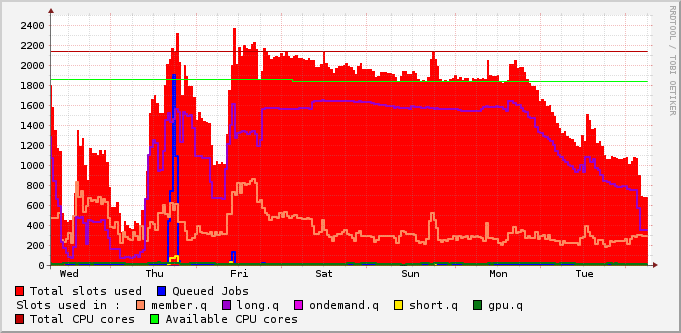 RRDTOOL / TOBI OETIKER
2400
2200
2000
1800
1600
1400
1200
1000
800
600
400
200
0
Wed Thu Fri Sat Sun Mon Tue
Total slots used Queued Jobs
Slots used in : member.q long.q ondemand.q short.q gpu.q
Total CPU cores Available CPU cores